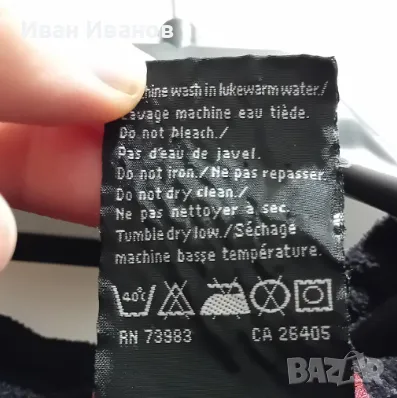 Иван Иванов
wash in lukewarm water./
Lavage machine eau tiède.
Do not bleach./
Pas d'eau de javel.
Do not iron./ Ne pas repasser.
Do not dry clean./
Ne pas nettoyer a sec.
Tumble dry low./ Séchage
machine basse température.
40°C
RN 73983 CA 26405
BAZAR
bg